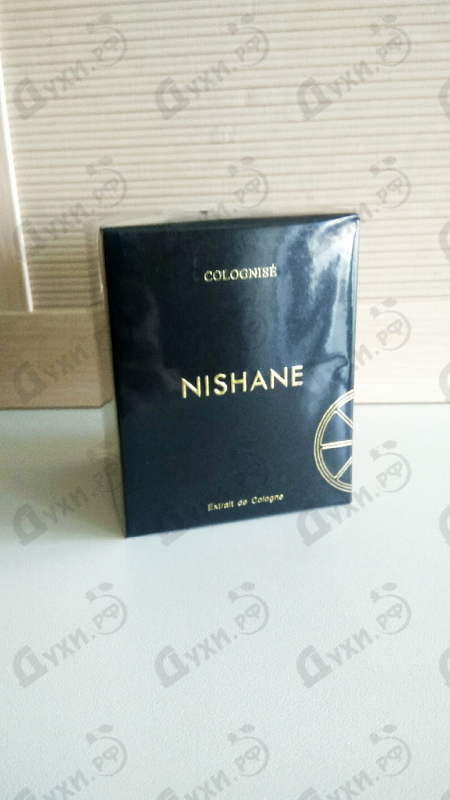 COLOGNISÉ
NISHANE
Extrait de Cologne
Духи.рф